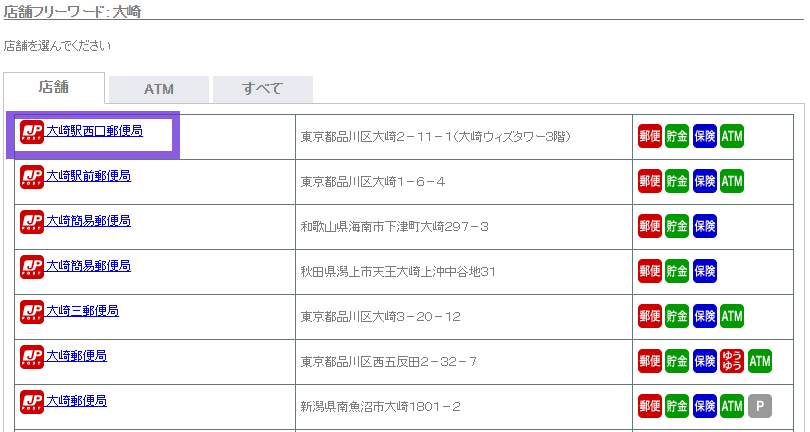 店舗フリーワード：大崎
店舗を選んでください
店舗 ATM すべて
JP POST 大崎駅西口郵便局 東京都品川区大崎2－11－1(大崎ウィズタワー3階) 郵便 貯金 保険 ATM
JP POST 大崎駅前郵便局 東京都品川区大崎1－6－4 郵便 貯金 保険 ATM
JP POST 大崎簡易郵便局 和歌山県海南市下津町大崎297－3 郵便 貯金 保険
JP POST 大崎簡易郵便局 秋田県潟上市天王大崎上沖中谷地31 郵便 貯金 保険
JP POST 大崎三郵便局 東京都品川区大崎3－20－12 郵便 貯金 保険 ATM
JP POST 大崎郵便局 東京都品川区西五反田2－32－7 郵便 貯金 保険 ゆうゆう ATM
JP POST 大崎郵便局 新潟県南魚沼市大崎1801－2 郵便 貯金 保険 ATM P